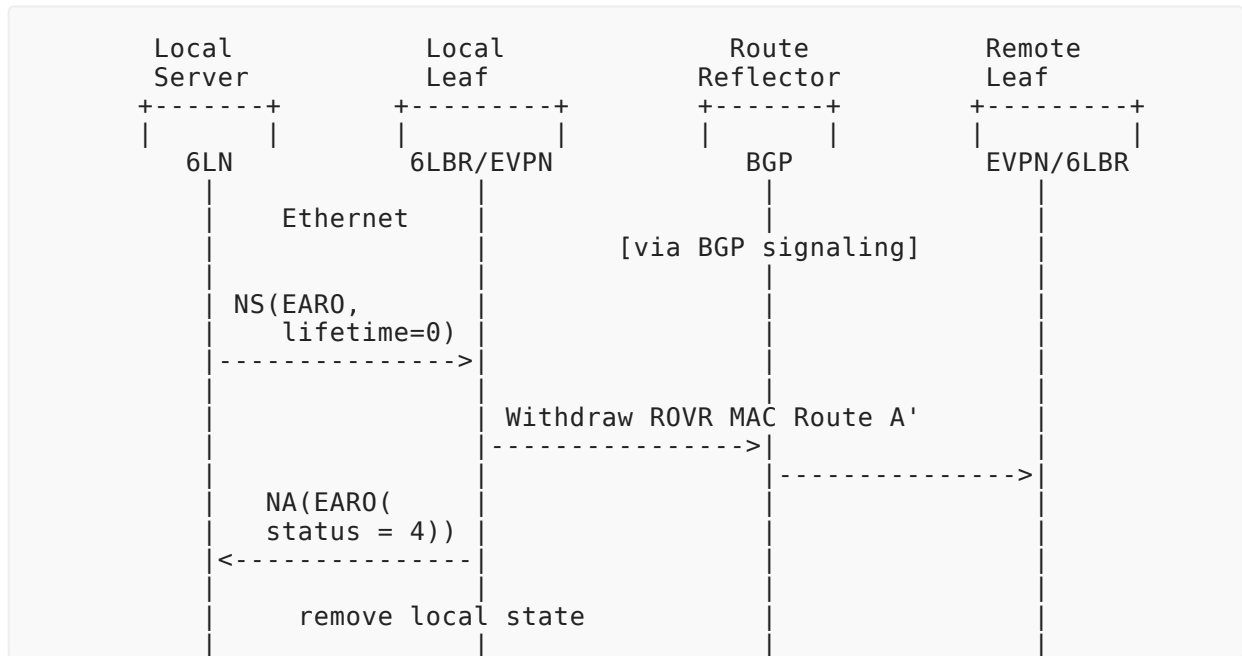 Local Local Route Remote
Server Leaf Reflector Leaf
6LN 6LBR/EVPN BGP EVPN/6LBR
Ethernet
[via BGP signaling]
NS(EARO,
lifetime=0)
Withdraw ROVR MAC Route A'
NA(EARO(
status = 4))
remove local state